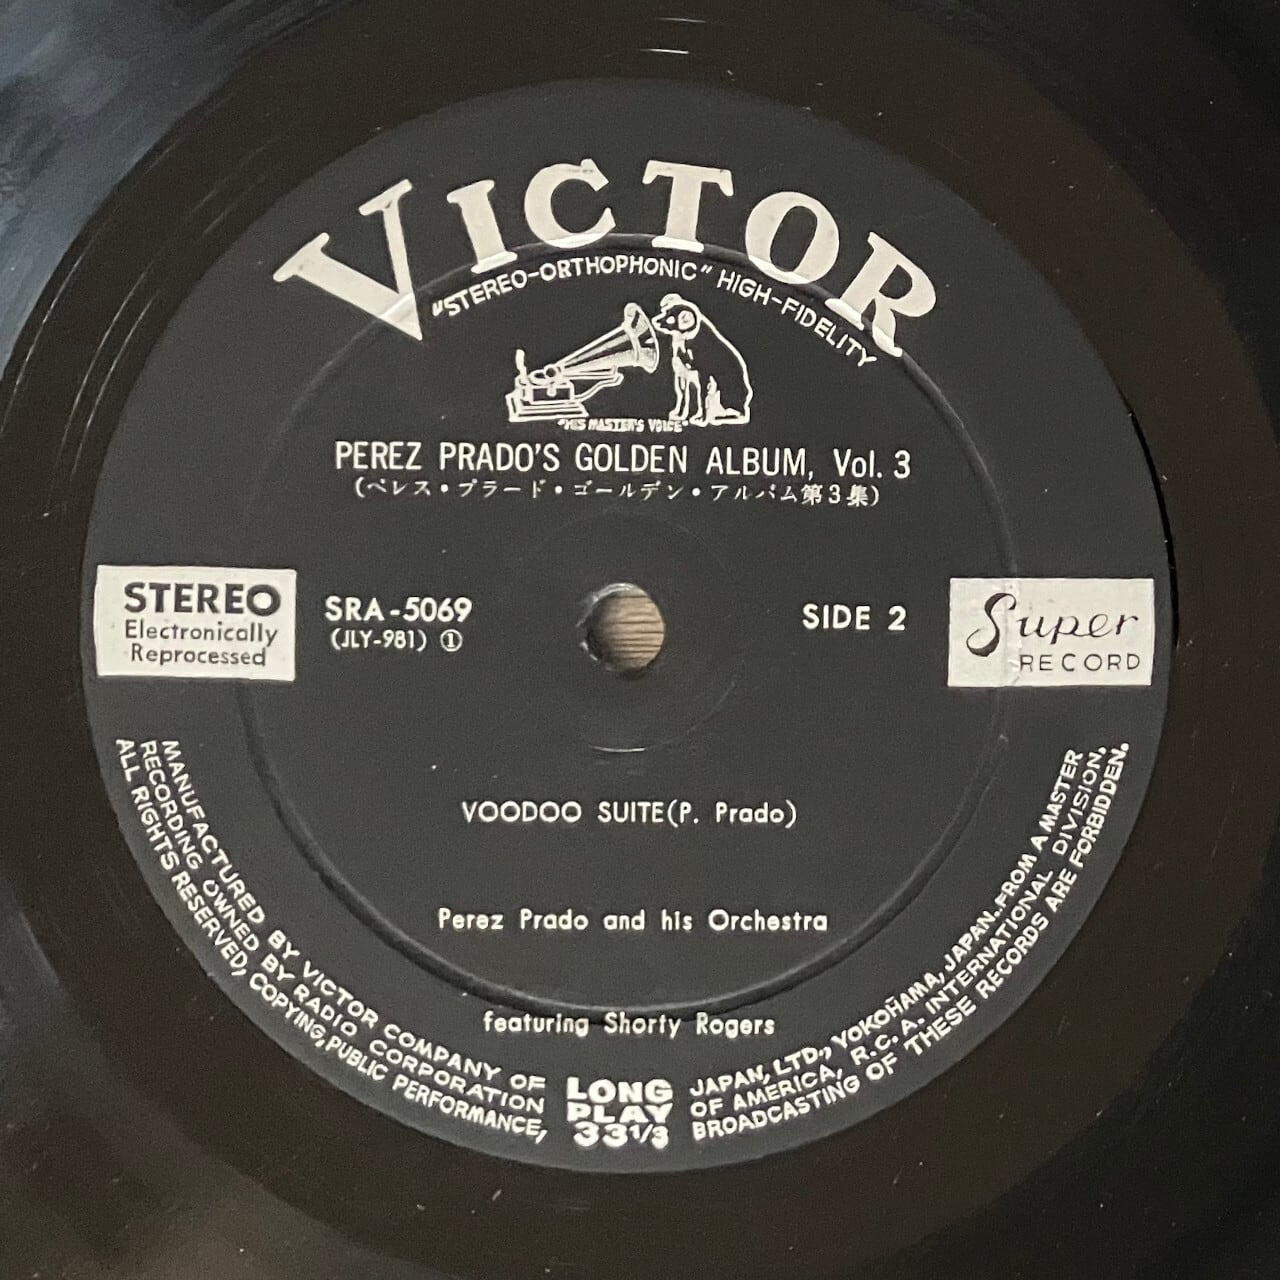 VICTOR
"STEREO-ORTHOPHONIC" HIGH-FIDELITY
"HIS MASTER'S VOICE"
PEREZ PRADO'S GOLDEN ALBUM, Vol. 3
(ペレス・プラード・ゴールデン・アルバム第3集)
STEREO
Electronically
Reprocessed
SRA-5069
(JLY-981) ①
SIDE 2
Super
RECORD
VOODOO SUITE(P. Prado)
Perez Prado and his Orchestra
featuring Shorty Rogers
LONG
PLAY
33 1/3
MANUFACTURED BY VICTOR COMPANY OF JAPAN, LTD., YOKOHAMA, JAPAN. FROM A MASTER
RECORDING OWNED BY RADIO CORPORATION OF AMERICA, R.C.A. INTERNATIONAL DIVISION.
ALL RIGHTS RESERVED, COPYING, PUBLIC PERFORMANCE, BROADCASTING OF THESE RECORDS ARE FORBIDDEN.